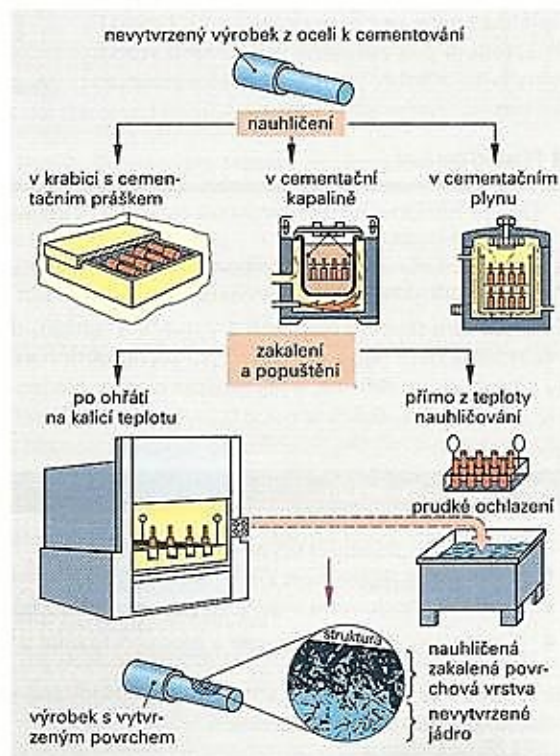 nevytvrzený výrobek z oceli k cementování
nauhličení
v krabici s cemen-
tačním práškem
v cementační
kapalině
v cementačním
plynu
zakalení
a popuštění
po ohřátí
na kalicí teplotu
přímo z teploty
nauhličování
prudké ochlazení
struktura
nauhličená
zakalená povr-
chová vrstva
nevytvrzené
jádro
výrobek s vytvr-
zeným povrchem